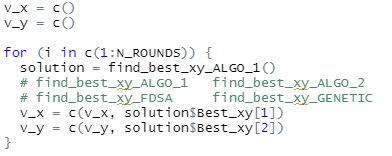 v_x = c()
v_y = c()
for (i in c(1:N_ROUNDS)) {
  solution = find_best_xy_ALGO_1()
  # find_best_xy_ALGO_1   find_best_xy_ALGO_2
  # find_best_xy_FDSA     find_best_xy_GENETIC
  v_x = c(v_x, solution$Best_xy[1])
  v_y = c(v_y, solution$Best_xy[2])
}